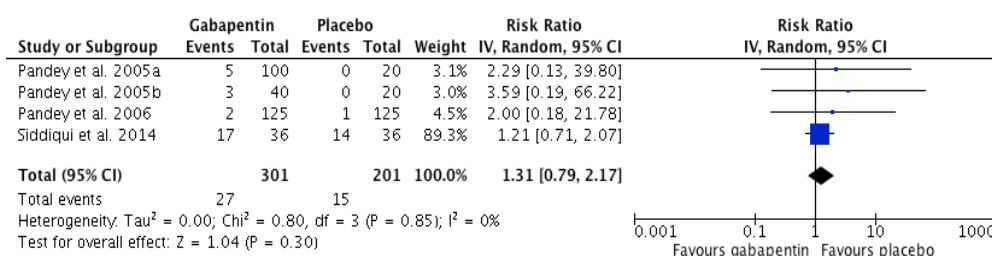 Gabapentin Placebo Risk Ratio Risk Ratio
Study or Subgroup Events Total Events Total Weight IV, Random, 95% CI IV, Random, 95% CI
Pandey et al. 2005a 5 100 0 20 3.1% 2.29 [0.13, 39.80]
Pandey et al. 2005b 3 40 0 20 3.0% 3.59 [0.19, 66.22]
Pandey et al. 2006 2 125 1 125 4.5% 2.00 [0.18, 21.78]
Siddiqui et al. 2014 17 36 14 36 89.3% 1.21 [0.71, 2.07]
Total (95% CI) 301 201 100.0% 1.31 [0.79, 2.17]
Total events 27 15
Heterogeneity: Tau² = 0.00; Chi² = 0.80, df = 3 (P = 0.85); I² = 0%
Test for overall effect: Z = 1.04 (P = 0.30)
0.001 0.1 1 10 1000
Favours gabapentin Favours placebo